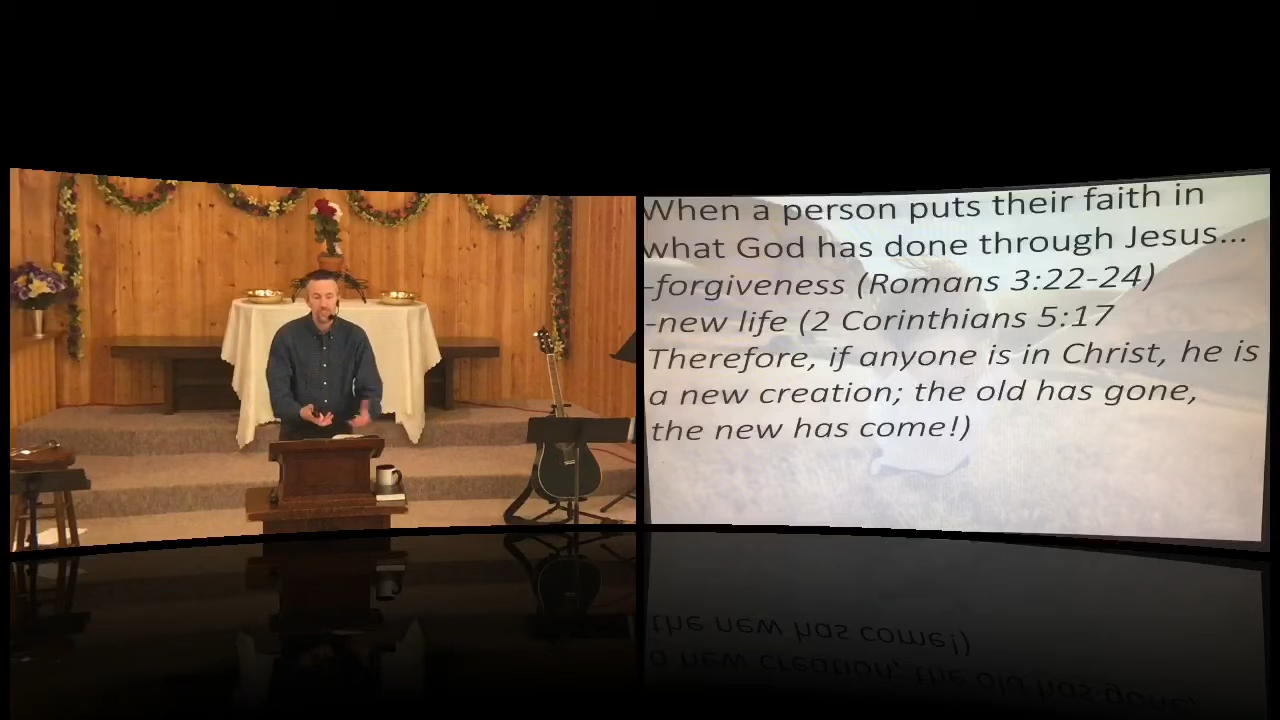 When a person puts their faith in
what God has done through Jesus...
-forgiveness (Romans 3:22-24)
-new life (2 Corinthians 5:17
Therefore, if anyone is in Christ, he is
a new creation; the old has gone,
the new has come!)